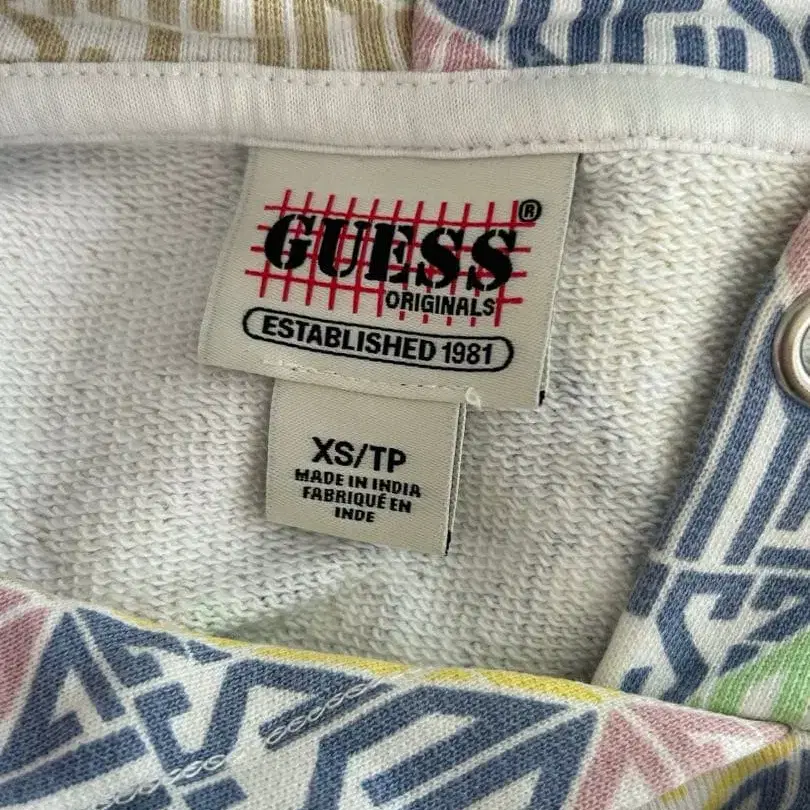 GUESS®
ORIGINALS
ESTABLISHED 1981
XS/TP
MADE IN INDIA
FABRIQUÉ EN
INDE